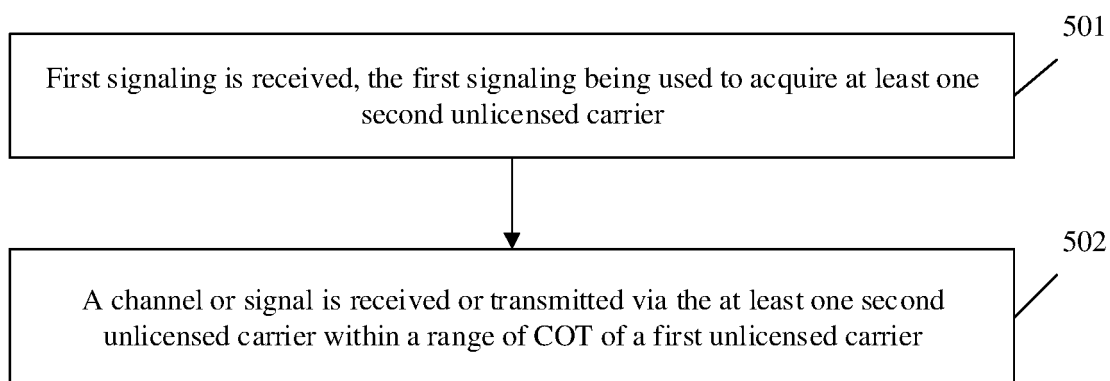 501
First signaling is received, the first signaling being used to acquire at least one
second unlicensed carrier
502
A channel or signal is received or transmitted via the at least one second
unlicensed carrier within a range of COT of a first unlicensed carrier